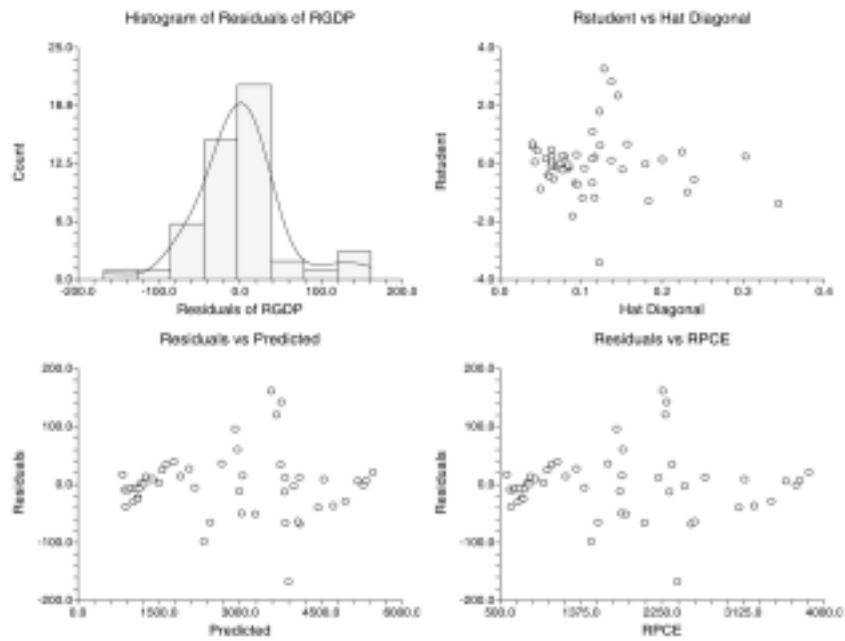 Histogram of Residuals of RGDP
25.0
18.8
12.5
6.3
0.0
Count
-200.0 -100.0 0.0 100.0 200.0
Residuals of RGDP
Rstudent vs Hat Diagonal
4.0
2.0
0.0
-2.0
-4.0
Rstudent
0.0 0.1 0.2 0.3 0.4
Hat Diagonal
Residuals vs Predicted
200.0
100.0
0.0
-100.0
-200.0
Residuals
0.0 1500.0 3000.0 4500.0 6000.0
Predicted
Residuals vs RPCE
200.0
100.0
0.0
-100.0
-200.0
Residuals
500.0 1375.0 2250.0 3125.0 4000.0
RPCE